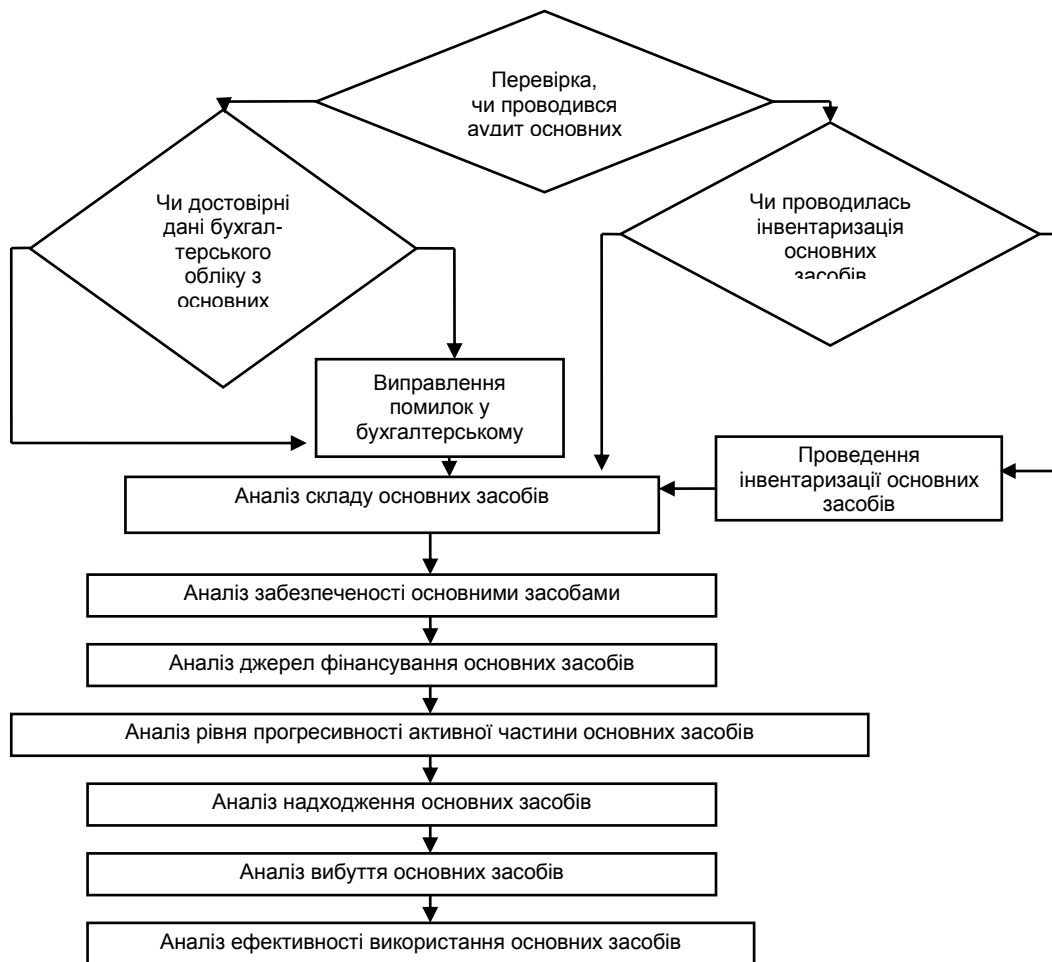 Перевірка,
чи проводився
аудит основних
Чи достовірні
дані бухгал-
терського
обліку з
основних
Чи проводилась
інвентаризація
основних
засобів
Виправлення
помилок у
бухгалтерському
Проведення
інвентаризації основних
засобів
Аналіз складу основних засобів
Аналіз забезпеченості основними засобами
Аналіз джерел фінансування основних засобів
Аналіз рівня прогресивності активної частини основних засобів
Аналіз надходження основних засобів
Аналіз вибуття основних засобів
Аналіз ефективності використання основних засобів